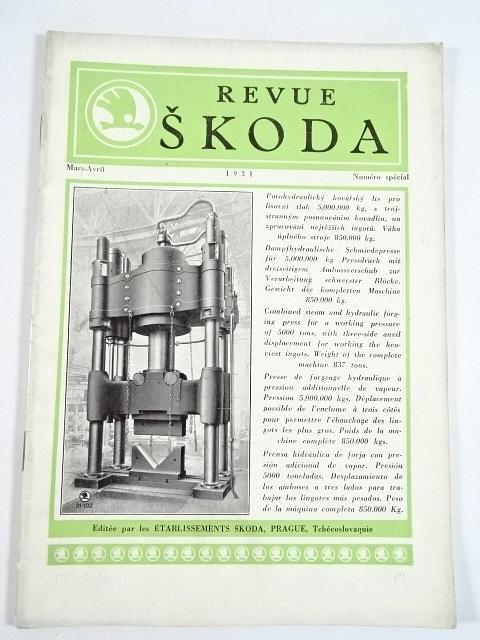 REVUE
ŠKODA
Mars-Avril
1931
Numéro spécial
Parohydraulický kovářský lis pro
lisovní tlak 5,000.000 kg, s troj-
stranným posunováním kovadlin, na
zpracování nejtěžších ingotů. Váha
úplného stroje 850.000 kg.
Dampfhydraulische Schmiedepresse
für 5,000.000 kg Pressdruck mit
dreiseitigem Ambossverschub zur
Verarbeitung schwerster Blöcke.
Gewicht der kompletten Maschine
850.000 kg.
Combined steam and hydraulic forg-
ing press for a working pressure
of 5000 tons, with three-side anvil
displacement for working the hea-
viest ingots. Weight of the complete
machine 837 tons.
Presse de forgeage hydraulique à
pression additionnelle de vapeur.
Pression 5,000.000 kgs. Déplacement
possible de l'enclume à trois côtés
pour permettre l'ébauchage des lin-
gots les plus gros. Poids de la ma-
chine complète 850.000 kgs.
Prensa hidráulica de forja con pre-
sión adicional de vapor. Presión
5000 toneladas. Desplazamiento de
los amboses a tres lados para tra-
bajar los lingotes más pesados. Peso
de la máquina completa 850.000 Kg.
31-102
Editée par les ÉTABLISSEMENTS ŠKODA, PRAGUE, Tchécoslovaquie